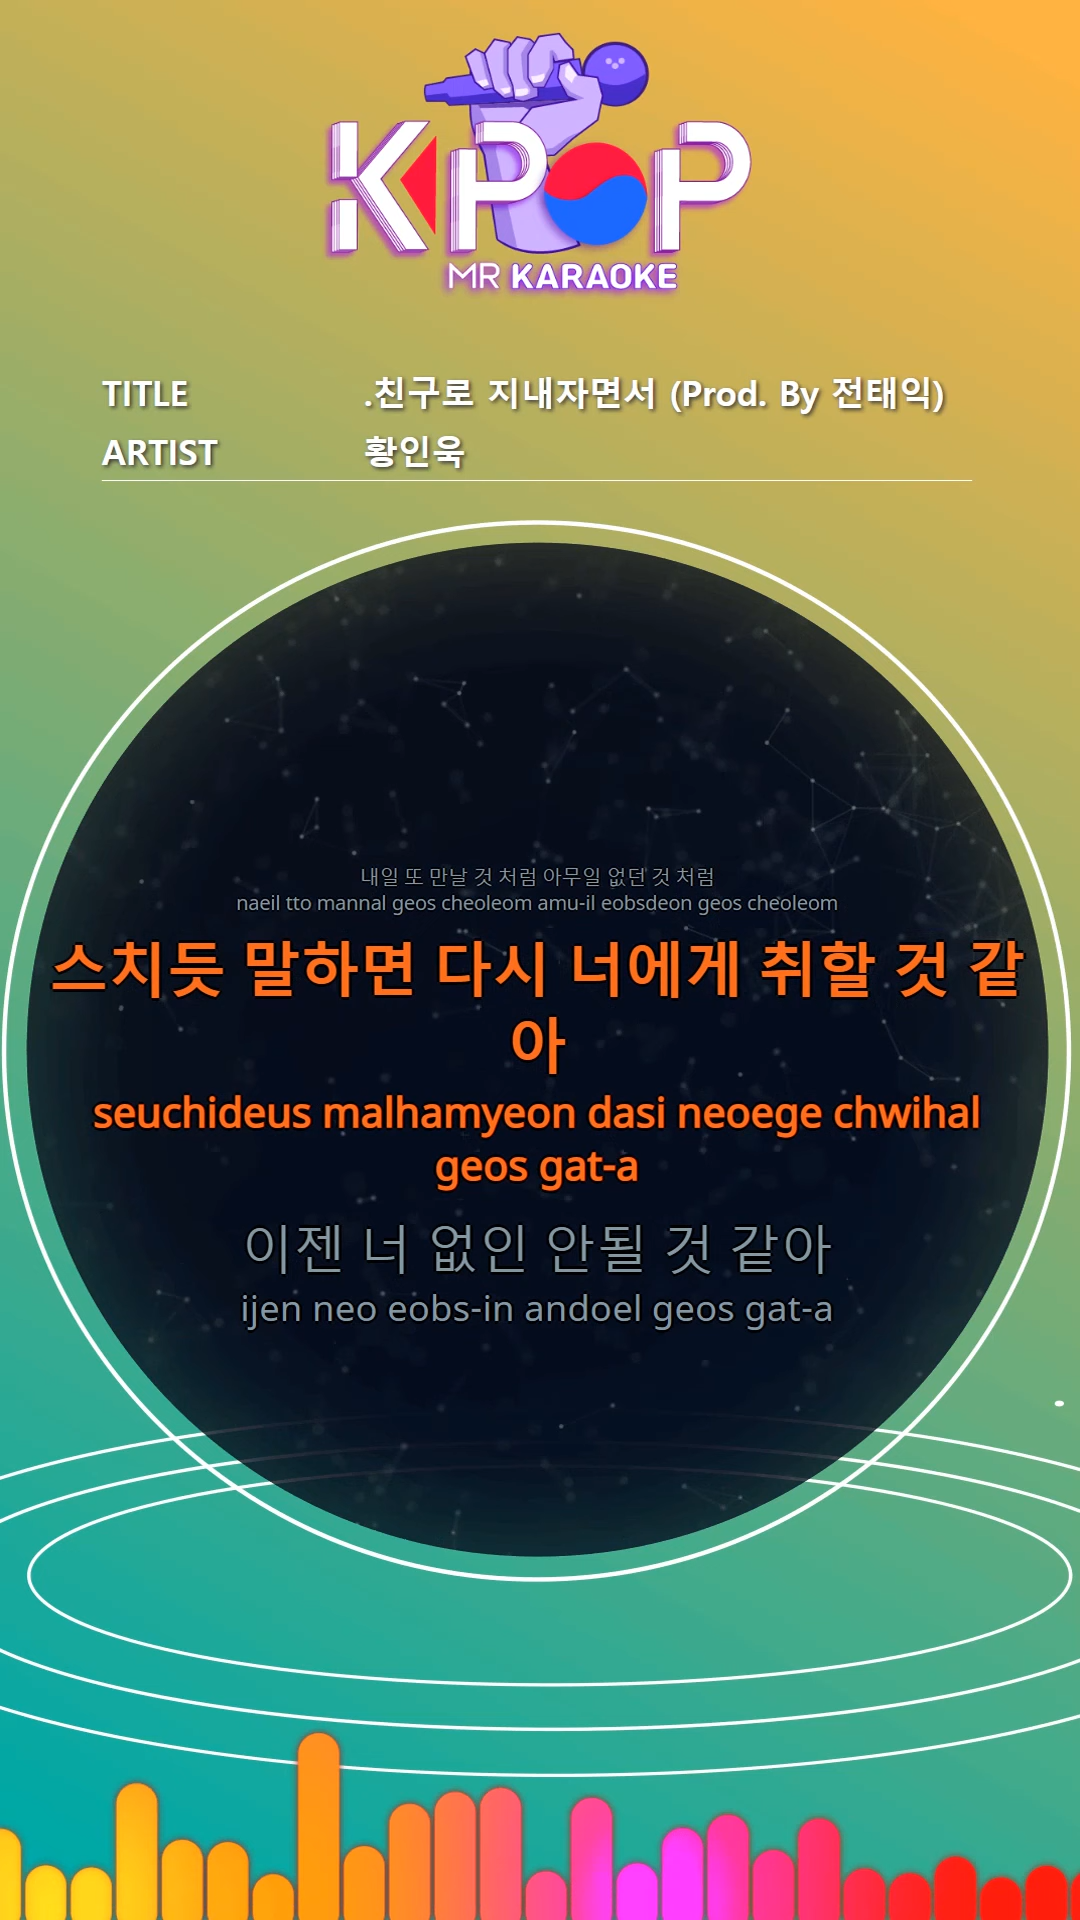 KPOP
MR KARAOKE
TITLE .친구로 지내자면서 (Prod. By 전태익)
ARTIST 황인욱
내일 또 만날 것 처럼 아무일 없던 것 처럼
naeil tto mannal geos cheoleom amu-il eobsdeon geos cheoleom
스치듯 말하면 다시 너에게 취할 것 같
아
seuchideus malhamyeon dasi neoege chwihal
geos gat-a
이젠 너 없인 안될 것 같아
ijen neo eobs-in andoel geos gat-a